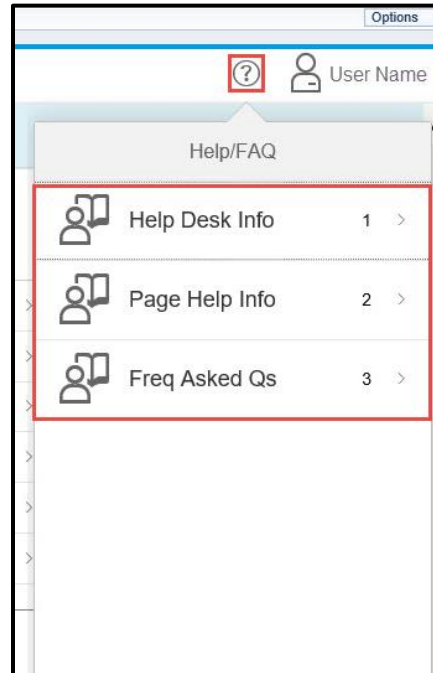 Options
? User Name
Help/FAQ
Help Desk Info 1 >
Page Help Info 2 >
Freq Asked Qs 3 >